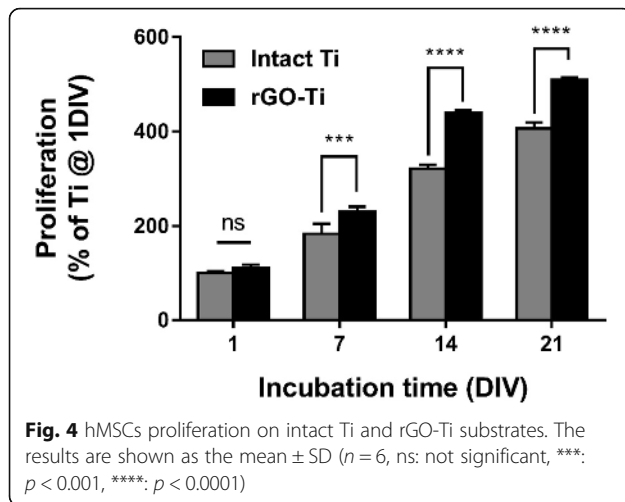 600
400
200
0
Proliferation
(% of Ti @ 1DIV)
Intact Ti
rGO-Ti
ns
***
****
****
1 7 14 21
Incubation time (DIV)
Fig. 4 hMSCs proliferation on intact Ti and rGO-Ti substrates. The
results are shown as the mean ± SD (n = 6, ns: not significant, ***:
p < 0.001, ****: p < 0.0001)